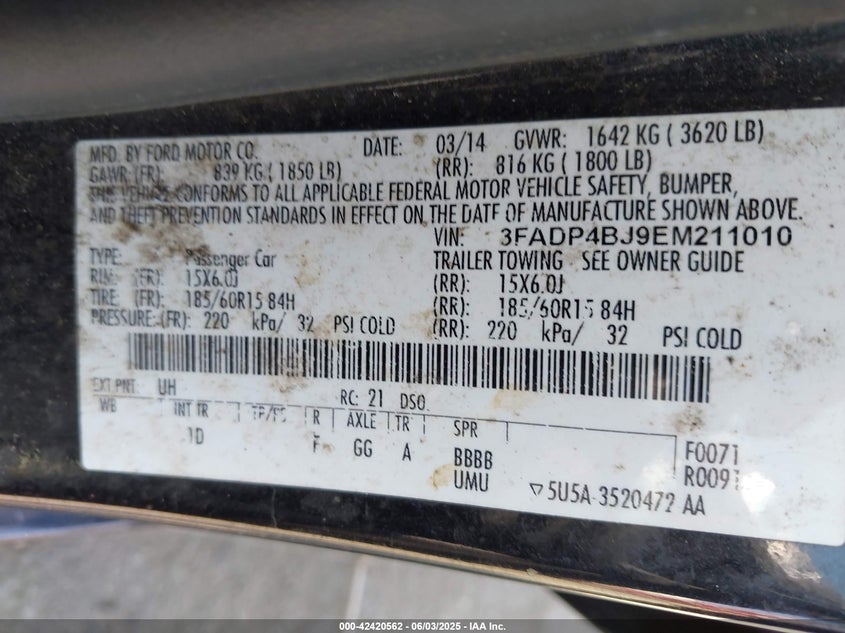 MFD. BY FORD MOTOR CO. DATE: 03/14 GVWR: 1642 KG ( 3620 LB)
GAWR (FR): 839 KG ( 1850 LB) (RR): 816 KG ( 1800 LB)
THIS VEHICLE CONFORMS TO ALL APPLICABLE FEDERAL MOTOR VEHICLE SAFETY, BUMPER,
AND THEFT PREVENTION STANDARDS IN EFFECT ON THE DATE OF MANUFACTURE SHOWN ABOVE.
VIN: 3FADP4BJ9EM211010
TYPE: Passenger Car TRAILER TOWING SEE OWNER GUIDE
RIM: (FR): 15X6.0J (RR): 15X6.0J
TIRE: (FR): 185/60R15 84H (RR): 185/60R15 84H
PRESSURE: (FR): 220 kPa/ 32 PSI COLD (RR): 220 kPa/ 32 PSI COLD
EXT PNT: UH RC: 21 DSO:
WB INT TR TP/PS R AXLE TR SPR
1D F GG A BBBB F0071
UMU R009
▽5U5A-3520472 AA
000-42420562 - 06/03/2025 - IAA Inc.